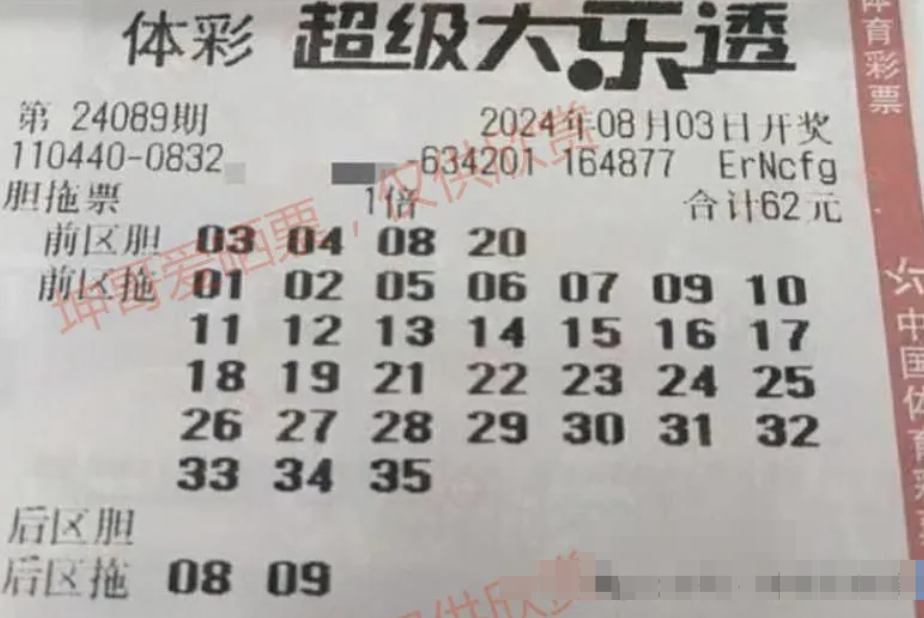 体彩 超级大乐透
第 24089期 2024年08月03日开奖
110440-0832 634201 164877 ErNcfg
胆拖票 1倍 合计62元
前区胆 03 04 08 20
前区拖 01 02 05 06 07 09 10
11 12 13 14 15 16 17
18 19 21 22 23 24 25
26 27 28 29 30 31 32
33 34 35
后区胆
后区拖 08 09
坤哥爱晒票,仅供欣赏
仅供欣赏
体育彩票
中国体育彩